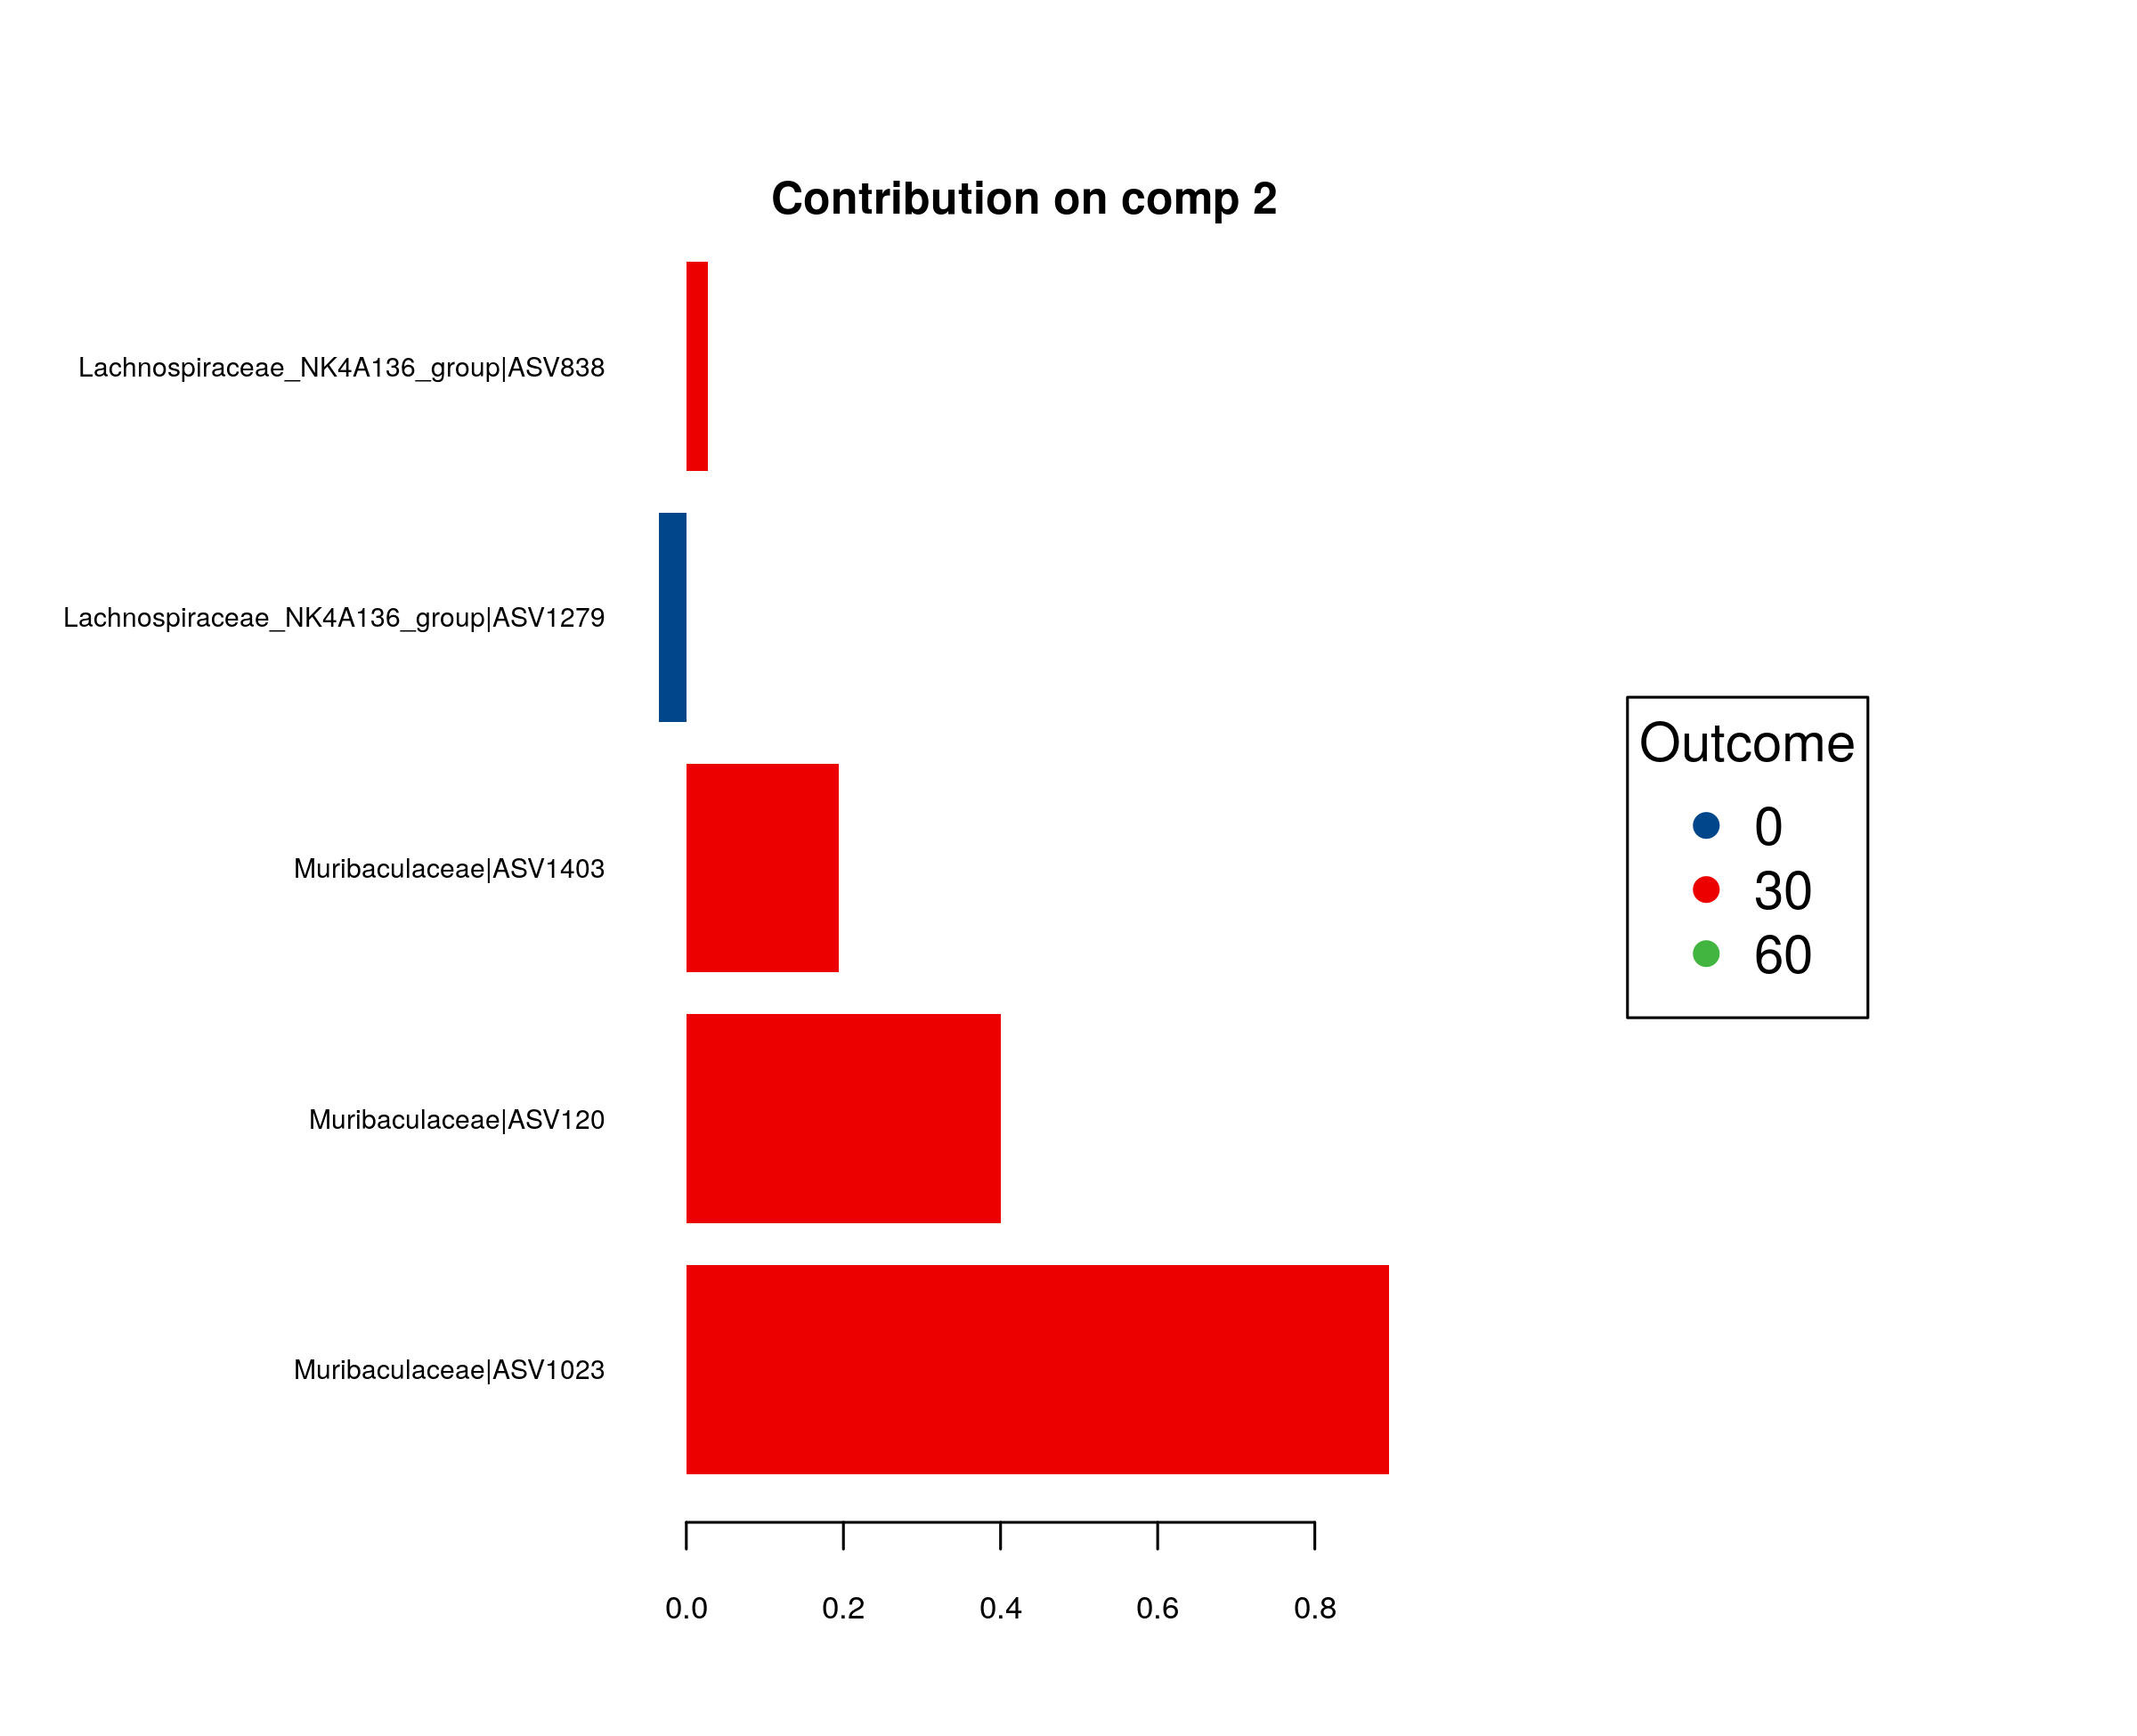 Contribution on comp 2
Lachnospiraceae_NK4A136_group|ASV838
Lachnospiraceae_NK4A136_group|ASV1279
Muribaculaceae|ASV1403
Muribaculaceae|ASV120
Muribaculaceae|ASV1023
0.0 0.2 0.4 0.6 0.8
Outcome
0
30
60